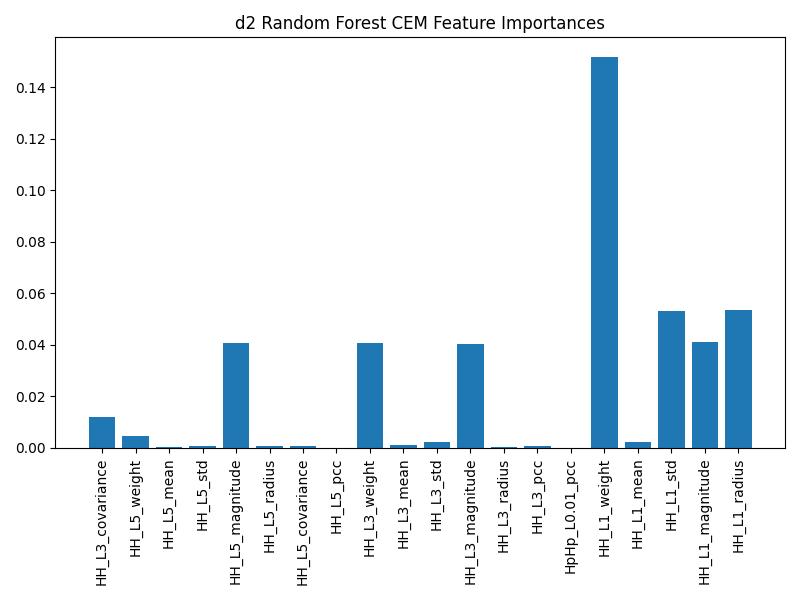 d2 Random Forest CEM Feature Importances
0.14
0.12
0.10
0.08
0.06
0.04
0.02
0.00
HH_L3_covariance
HH_L5_weight
HH_L5_mean
HH_L5_std
HH_L5_magnitude
HH_L5_radius
HH_L5_covariance
HH_L5_pcc
HH_L3_weight
HH_L3_mean
HH_L3_std
HH_L3_magnitude
HH_L3_radius
HH_L3_pcc
HpHp_L0.01_pcc
HH_L1_weight
HH_L1_mean
HH_L1_std
HH_L1_magnitude
HH_L1_radius